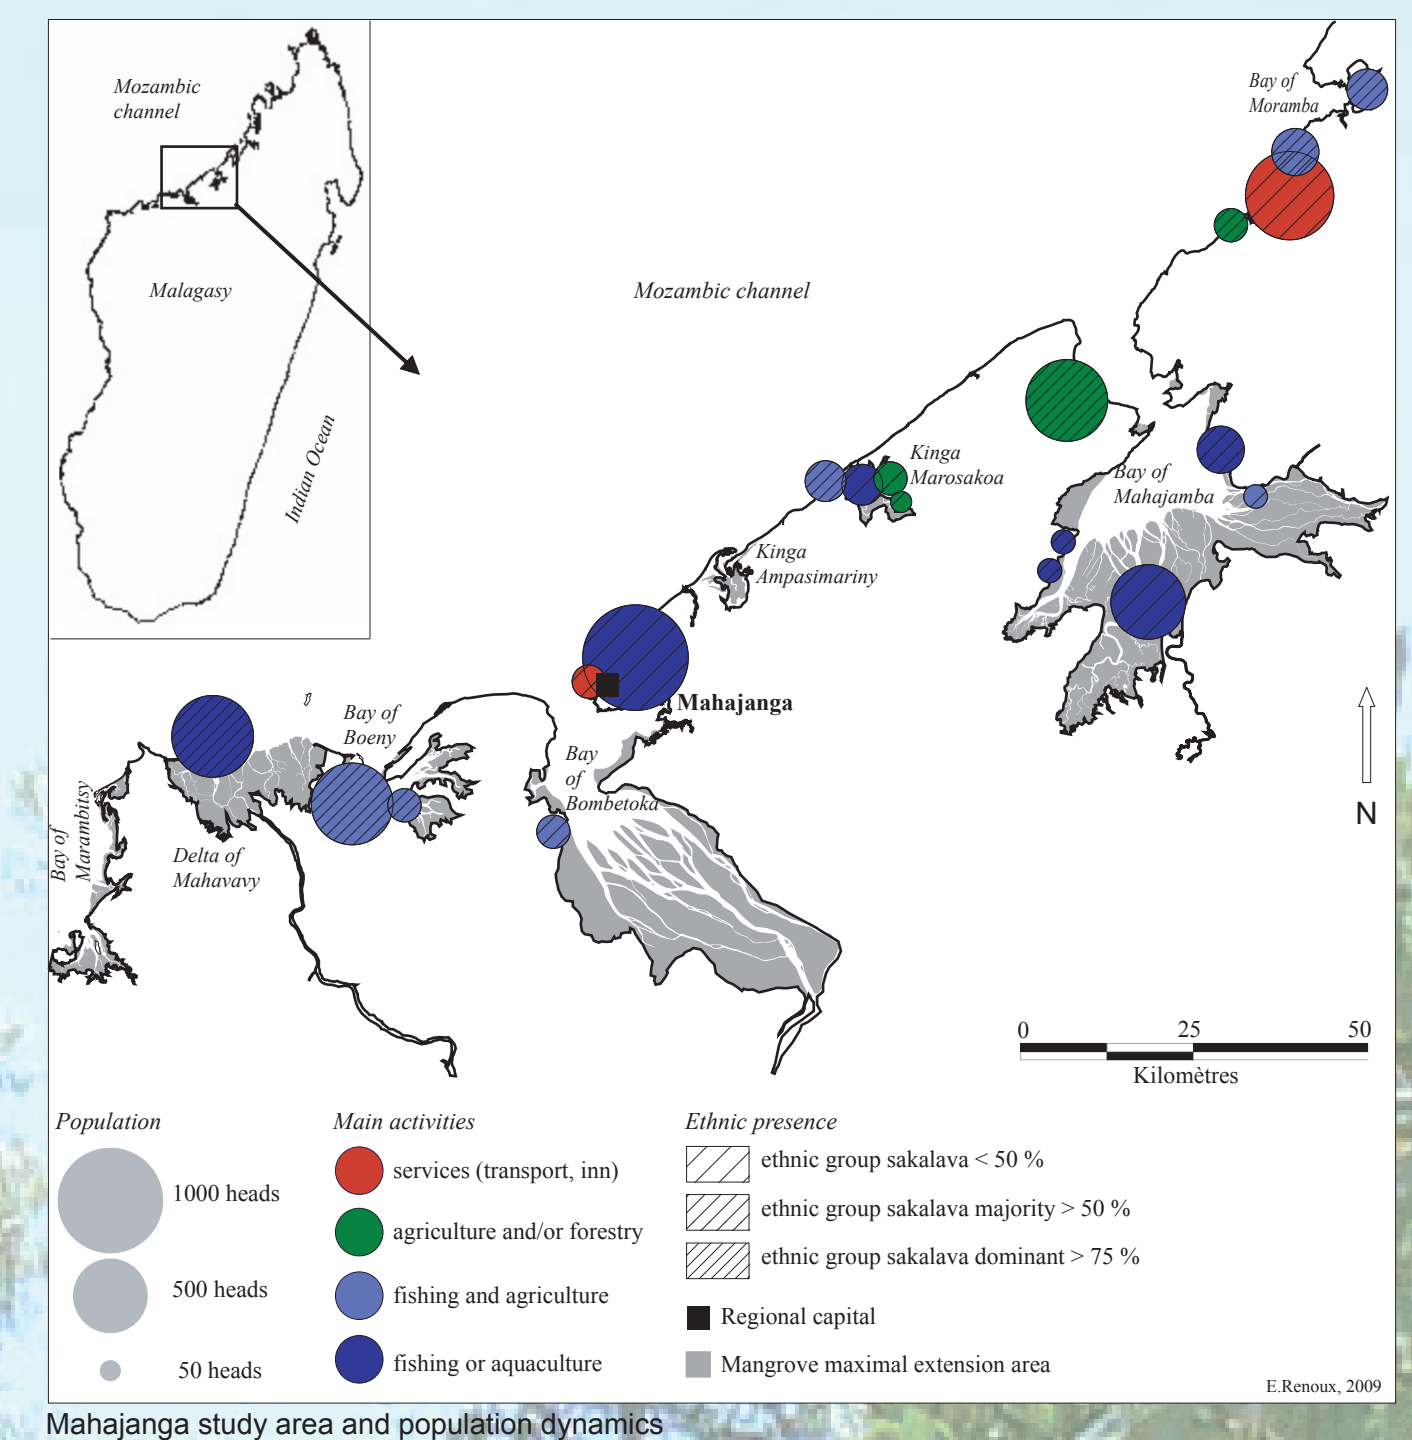 Mozambic
channel
Malagasy
Indian Ocean
Mozambic channel
Bay of
Moramba
Kinga
Marosakoa
Bay of
Mahajamba
Kinga
Ampasimariny
Mahajanga
Bay of
Boeny
Bay
of
Bombetoka
Bay of
Marambitsy
Delta of
Mahavavy
N
0 25 50
Kilomètres
Population
1000 heads
500 heads
50 heads
Main activities
services (transport, inn)
agriculture and/or forestry
fishing and agriculture
fishing or aquaculture
Ethnic presence
ethnic group sakalava < 50 %
ethnic group sakalava majority > 50 %
ethnic group sakalava dominant > 75 %
Regional capital
Mangrove maximal extension area
E.Renoux, 2009
Mahajanga study area and population dynamics